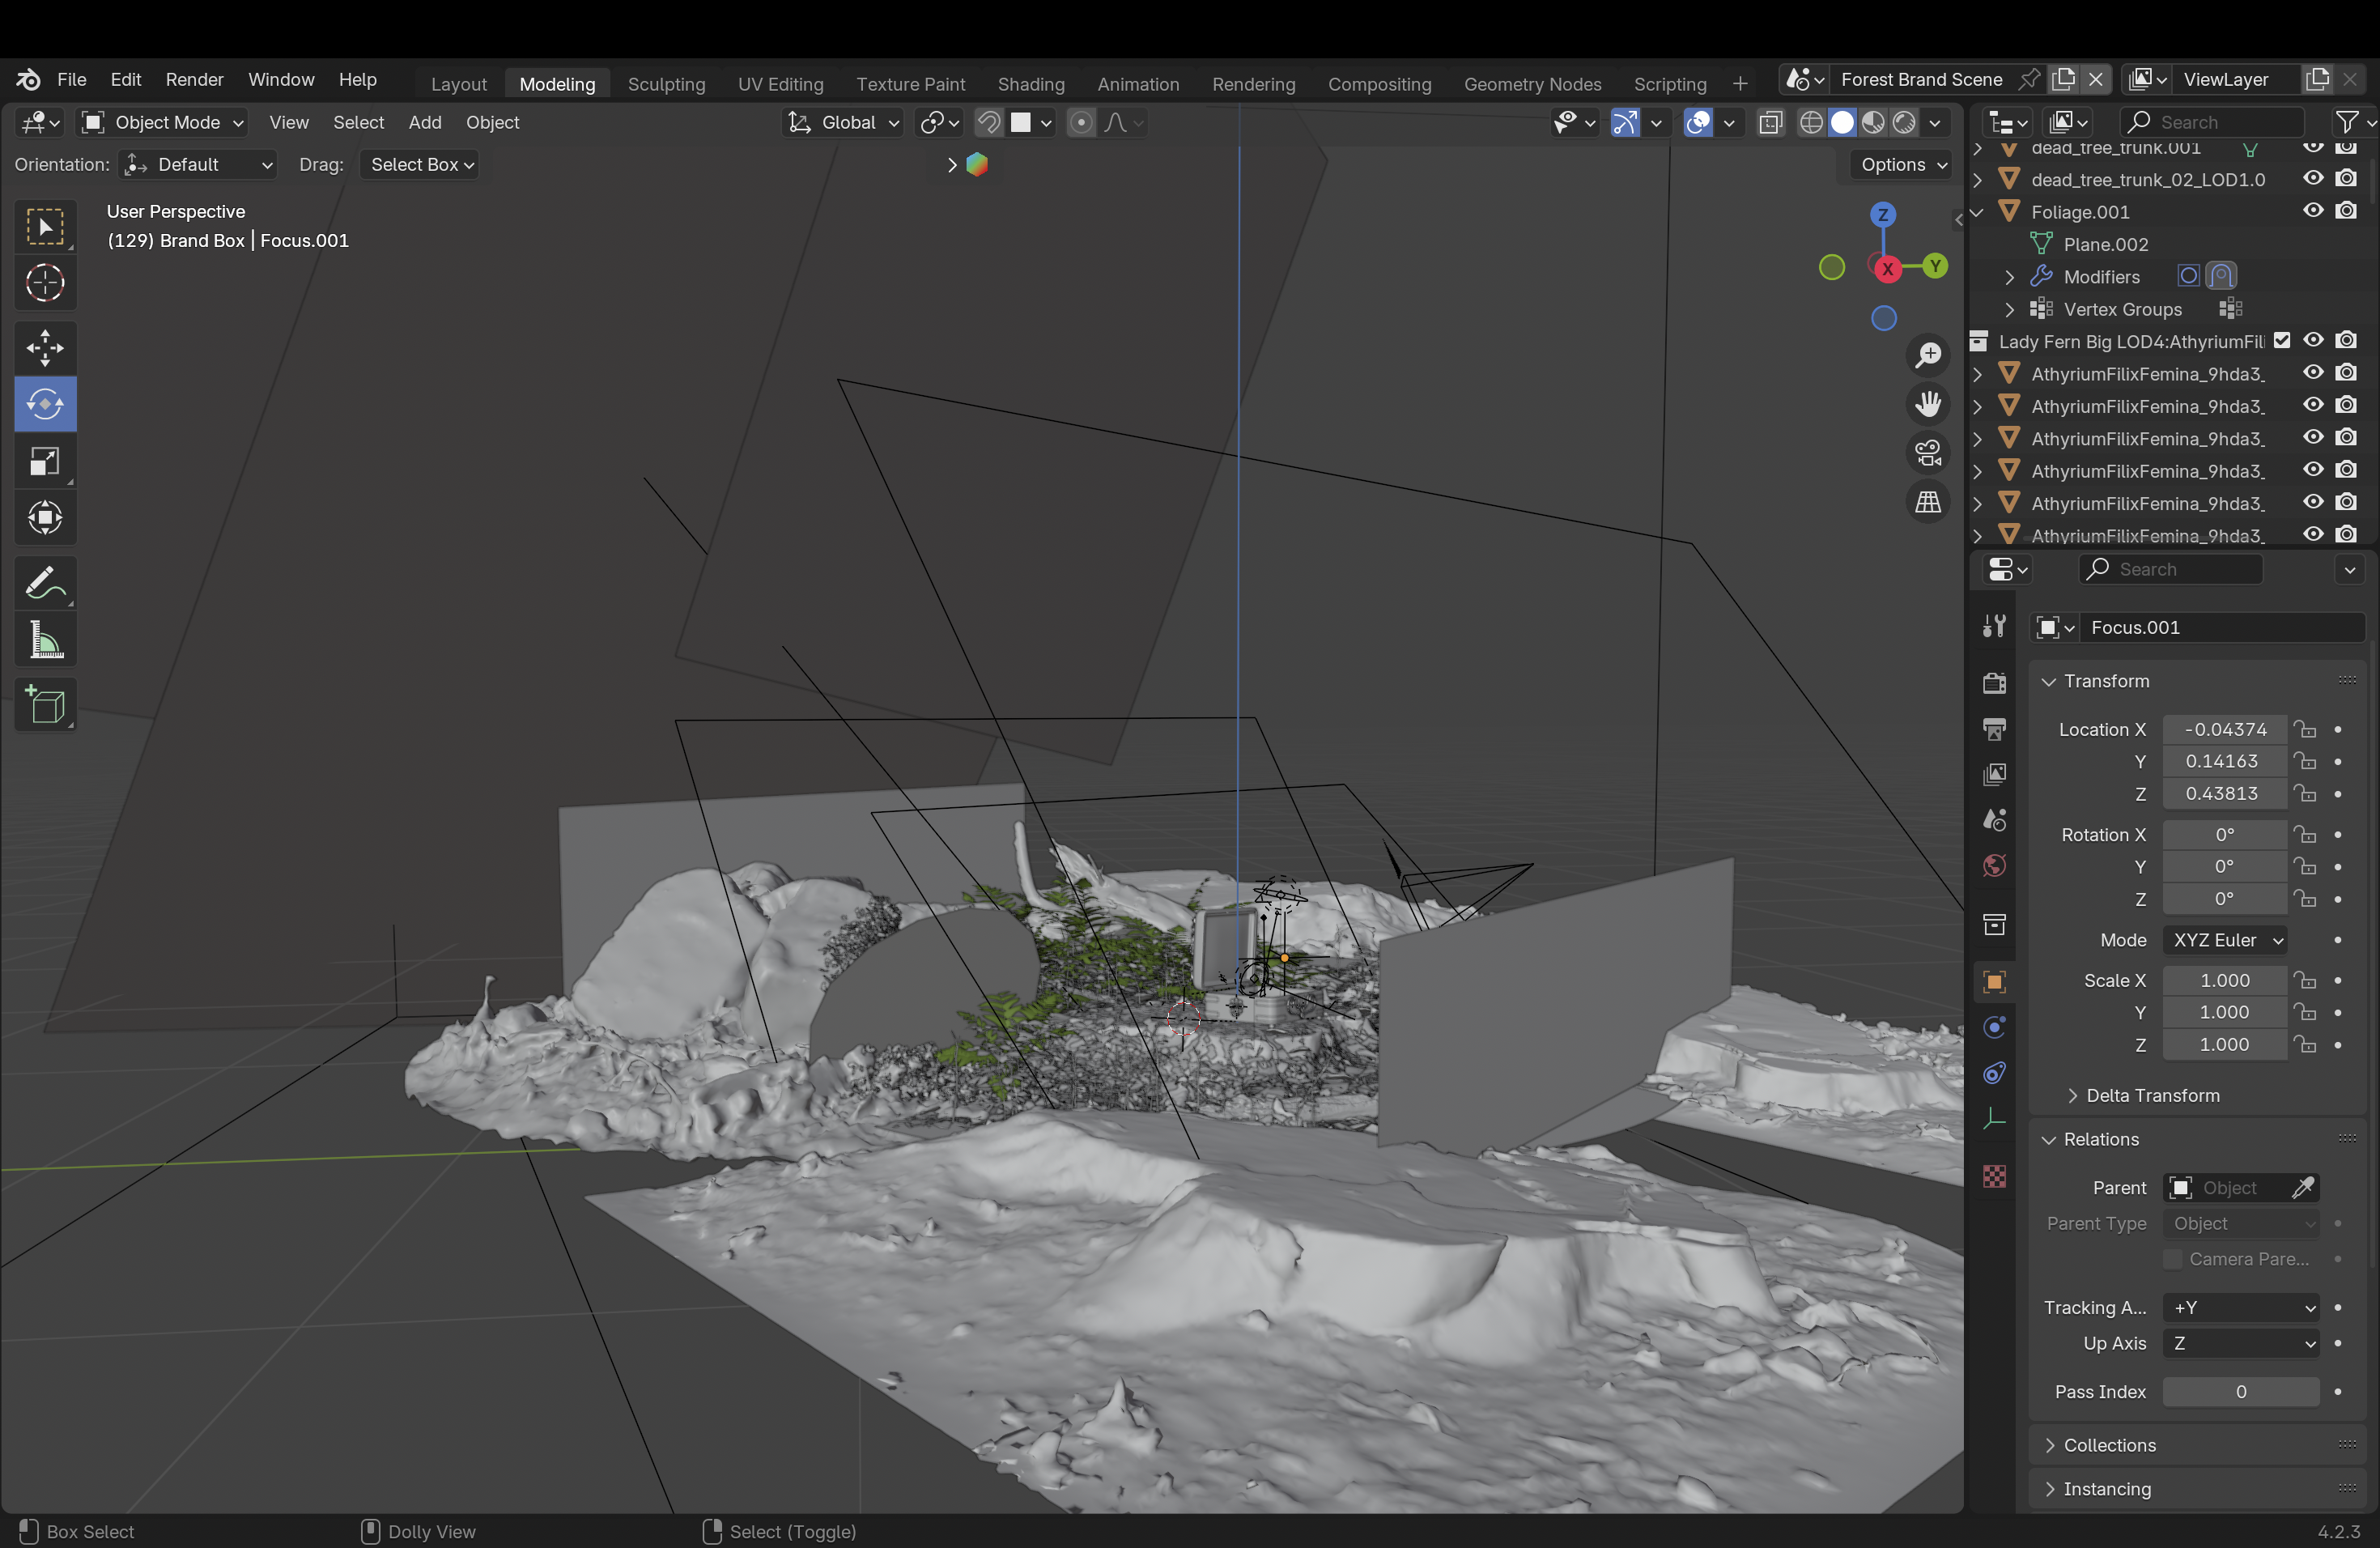 File Edit Render Window Help Layout Modeling Sculpting UV Editing Texture Paint Shading Animation Rendering Compositing Geometry Nodes Scripting + Forest Brand Scene ViewLayer
Object Mode View Select Add Object Global Search
Orientation: Default Drag: Select Box Options
User Perspective
(129) Brand Box | Focus.001
Z
X
Y
dead_tree_trunk.001
dead_tree_trunk_02_LOD1.0
Foliage.001
Plane.002
Modifiers
Vertex Groups
Lady Fern Big LOD4:AthyriumFili
AthyriumFilixFemina_9hda3_
AthyriumFilixFemina_9hda3_
AthyriumFilixFemina_9hda3_
AthyriumFilixFemina_9hda3_
AthyriumFilixFemina_9hda3_
AthyriumFilixFemina_9hda3_
Search
Focus.001
Transform
Location X -0.04374
Y 0.14163
Z 0.43813
Rotation X 0°
Y 0°
Z 0°
Mode XYZ Euler
Scale X 1.000
Y 1.000
Z 1.000
Delta Transform
Relations
Parent Object
Parent Type Object
Camera Pare...
Tracking A... +Y
Up Axis Z
Pass Index 0
Collections
Instancing
Box Select Dolly View Select (Toggle) 4.2.3